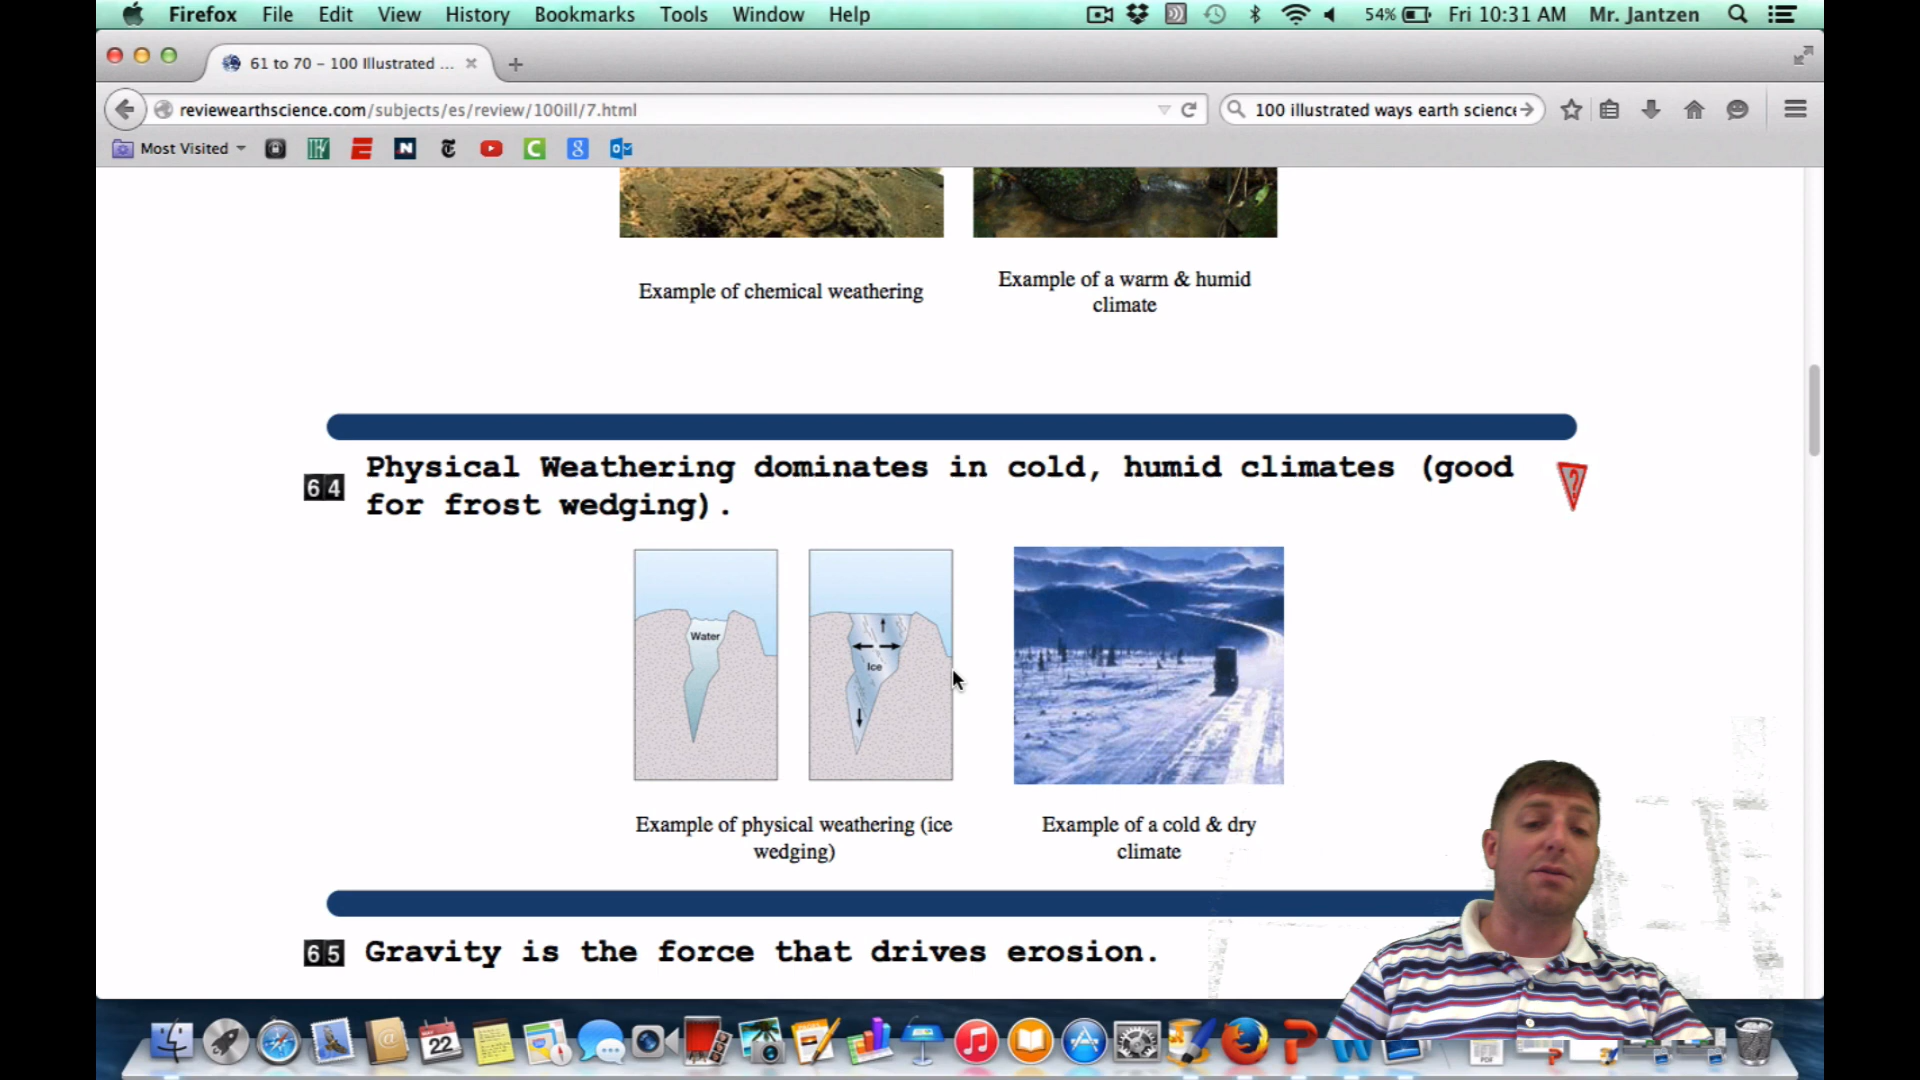 Firefox File Edit View History Bookmarks Tools Window Help 54% Fri 10:31 AM Mr. Jantzen
61 to 70 – 100 Illustrated ...
reviewearthscience.com/subjects/es/review/100ill/7.html
100 illustrated ways earth science
Most Visited
Example of chemical weathering
Example of a warm & humid
climate
64
Physical Weathering dominates in cold, humid climates (good
for frost wedging).
?
Water
Ice
Example of physical weathering (ice
wedging)
Example of a cold & dry
climate
65
Gravity is the force that drives erosion.
22
PDF